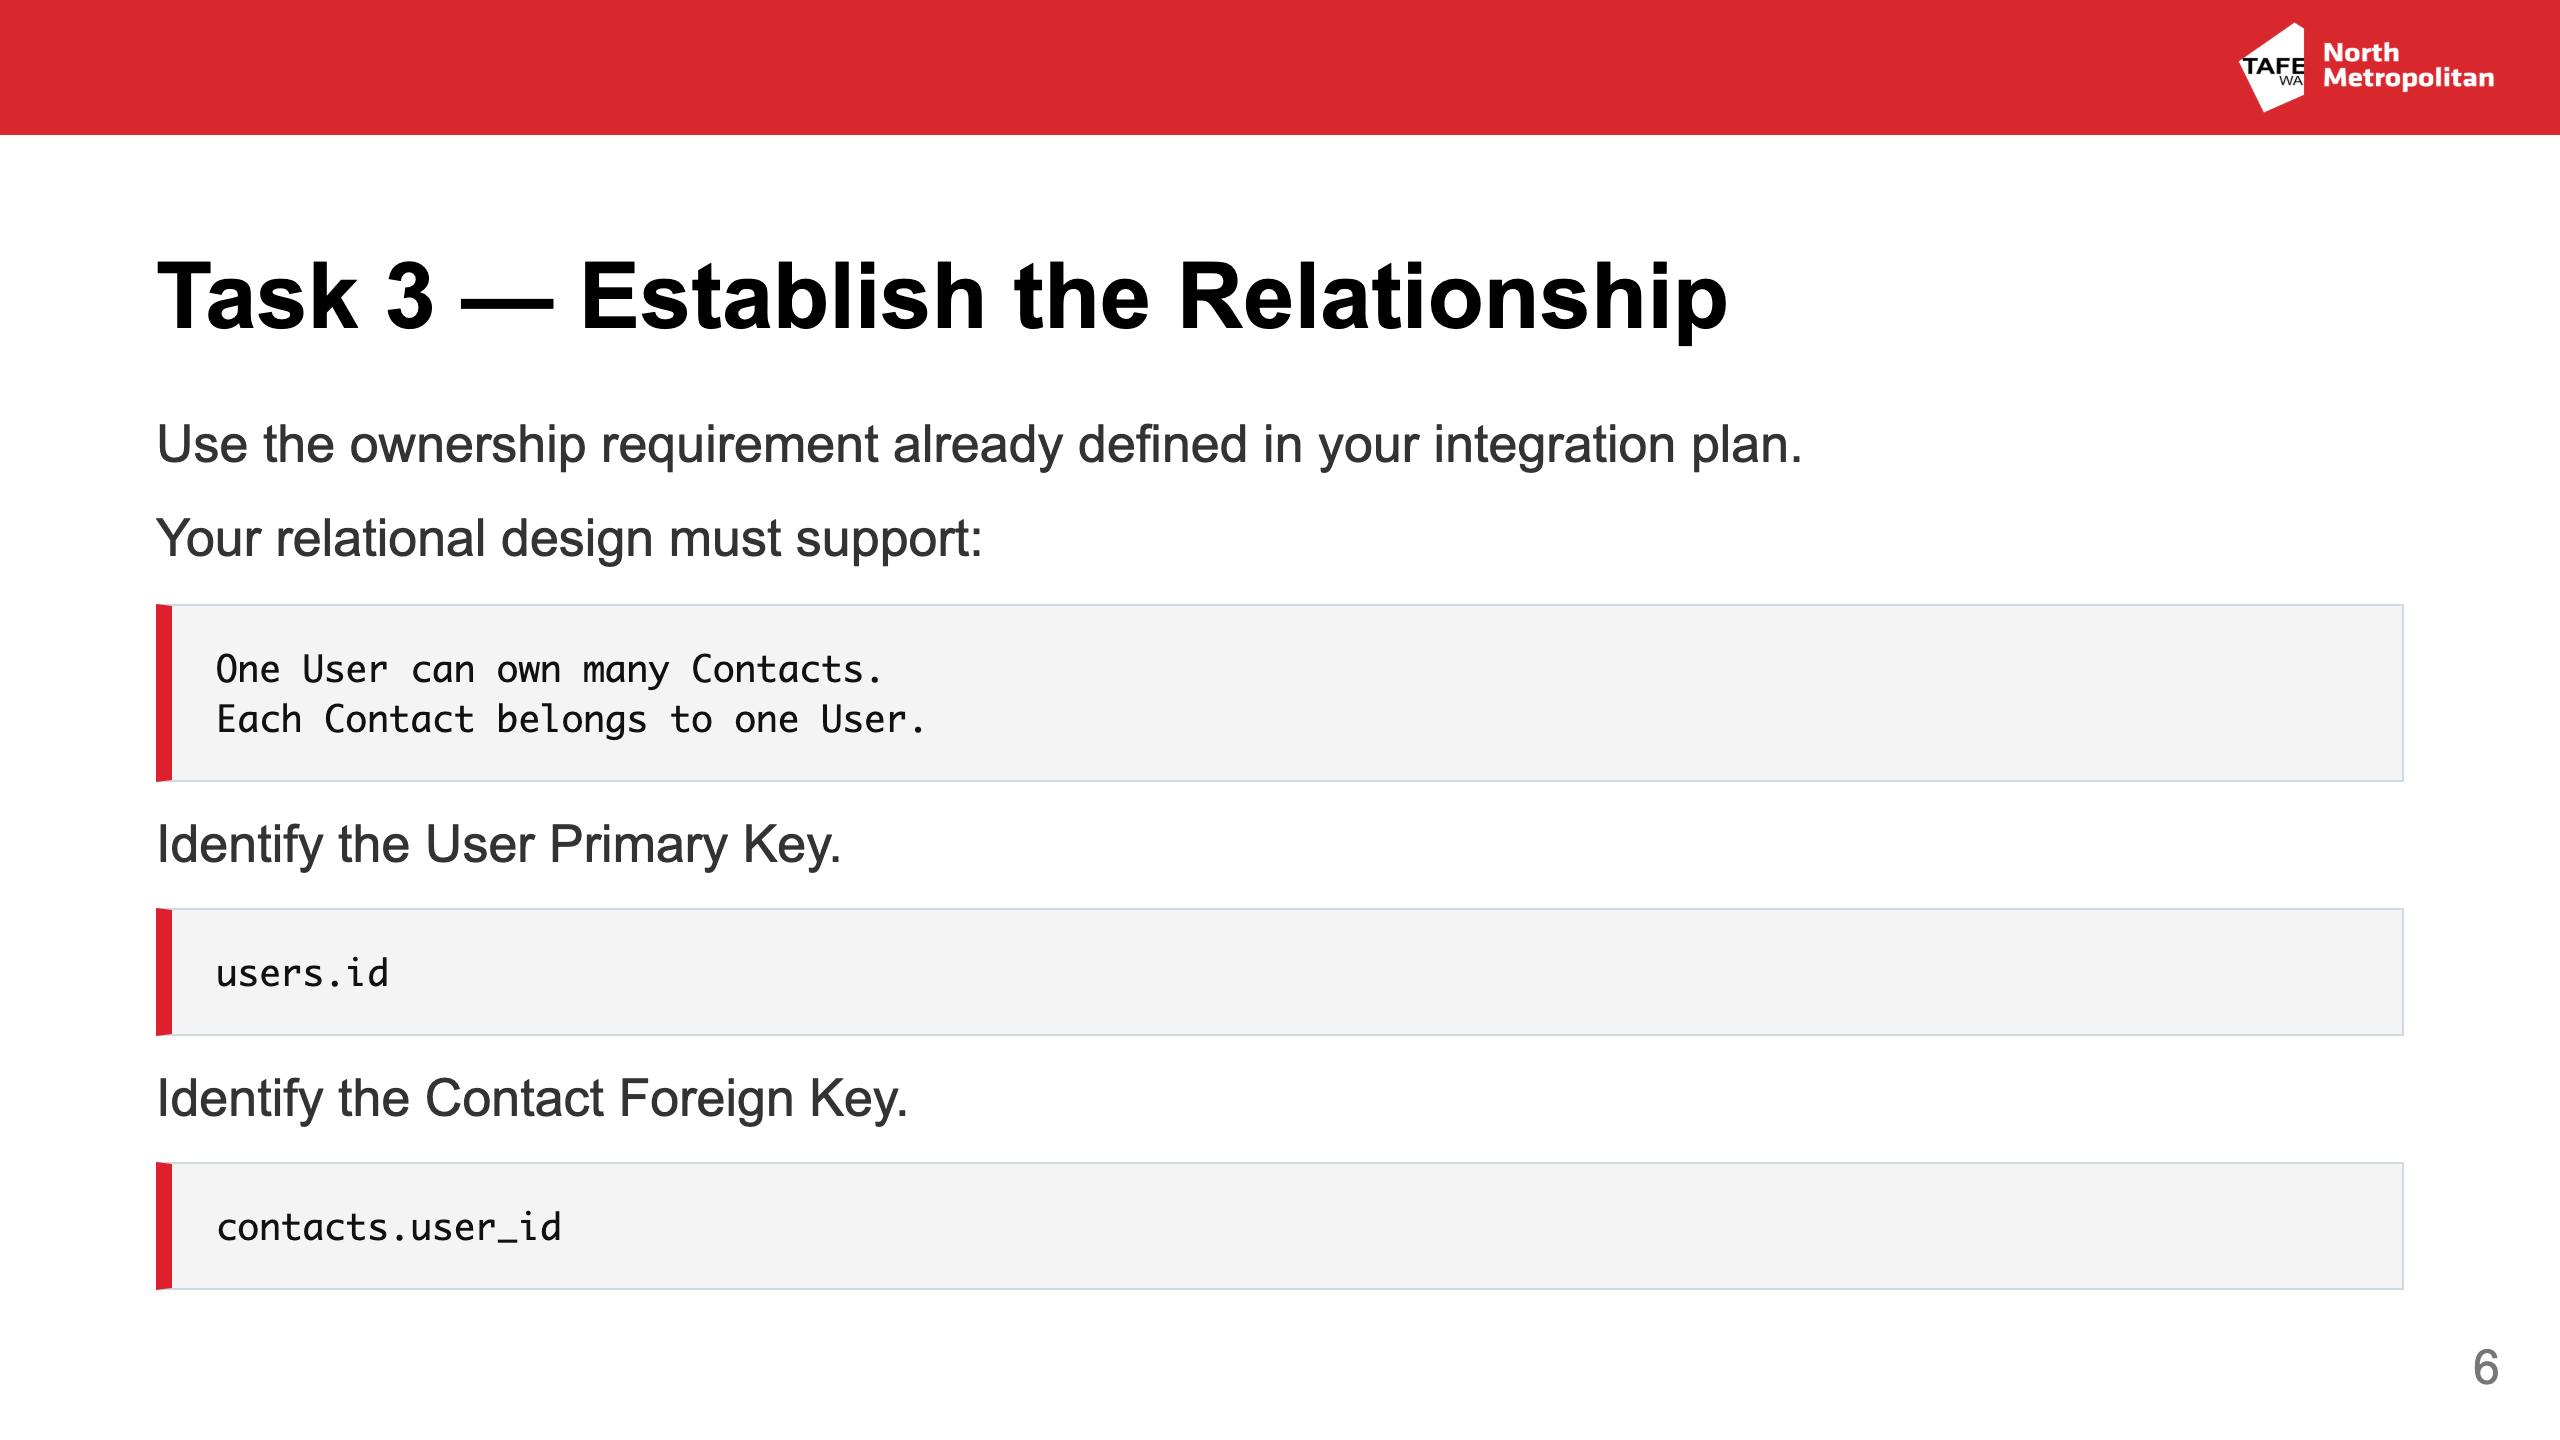 TAFE
WA
North
Metropolitan
Task 3 — Establish the Relationship
Use the ownership requirement already defined in your integration plan.
Your relational design must support:
One User can own many Contacts.
Each Contact belongs to one User.
Identify the User Primary Key.
users.id
Identify the Contact Foreign Key.
contacts.user_id
6